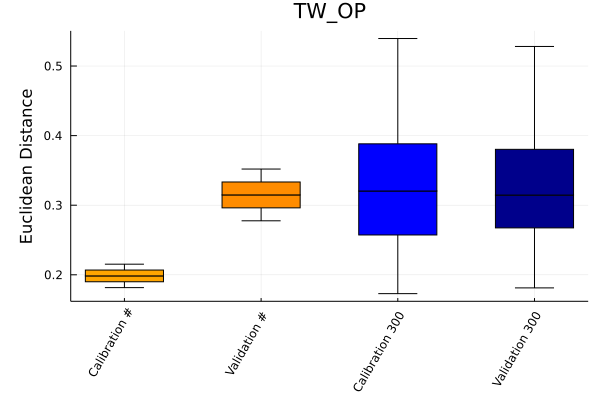 TW_OP
Euclidean Distance
0.5
0.4
0.3
0.2
Calibration #
Validation #
Calibration 300
Validation 300